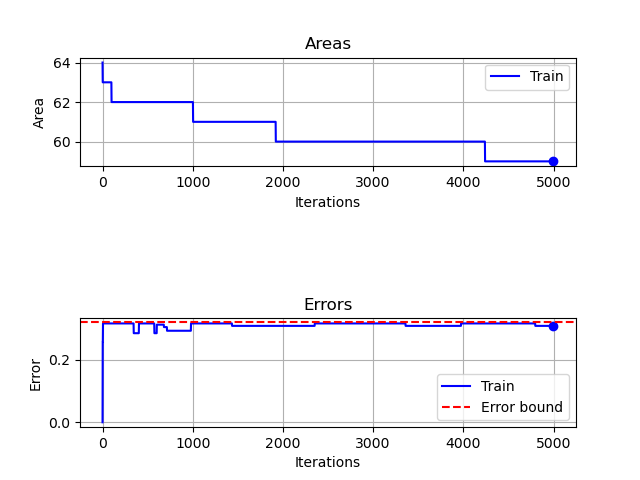 Areas
64
62
60
Area
Train
0
1000
2000
3000
4000
5000
Iterations
Errors
0.2
0.0
Error
Train
Error bound
0
1000
2000
3000
4000
5000
Iterations